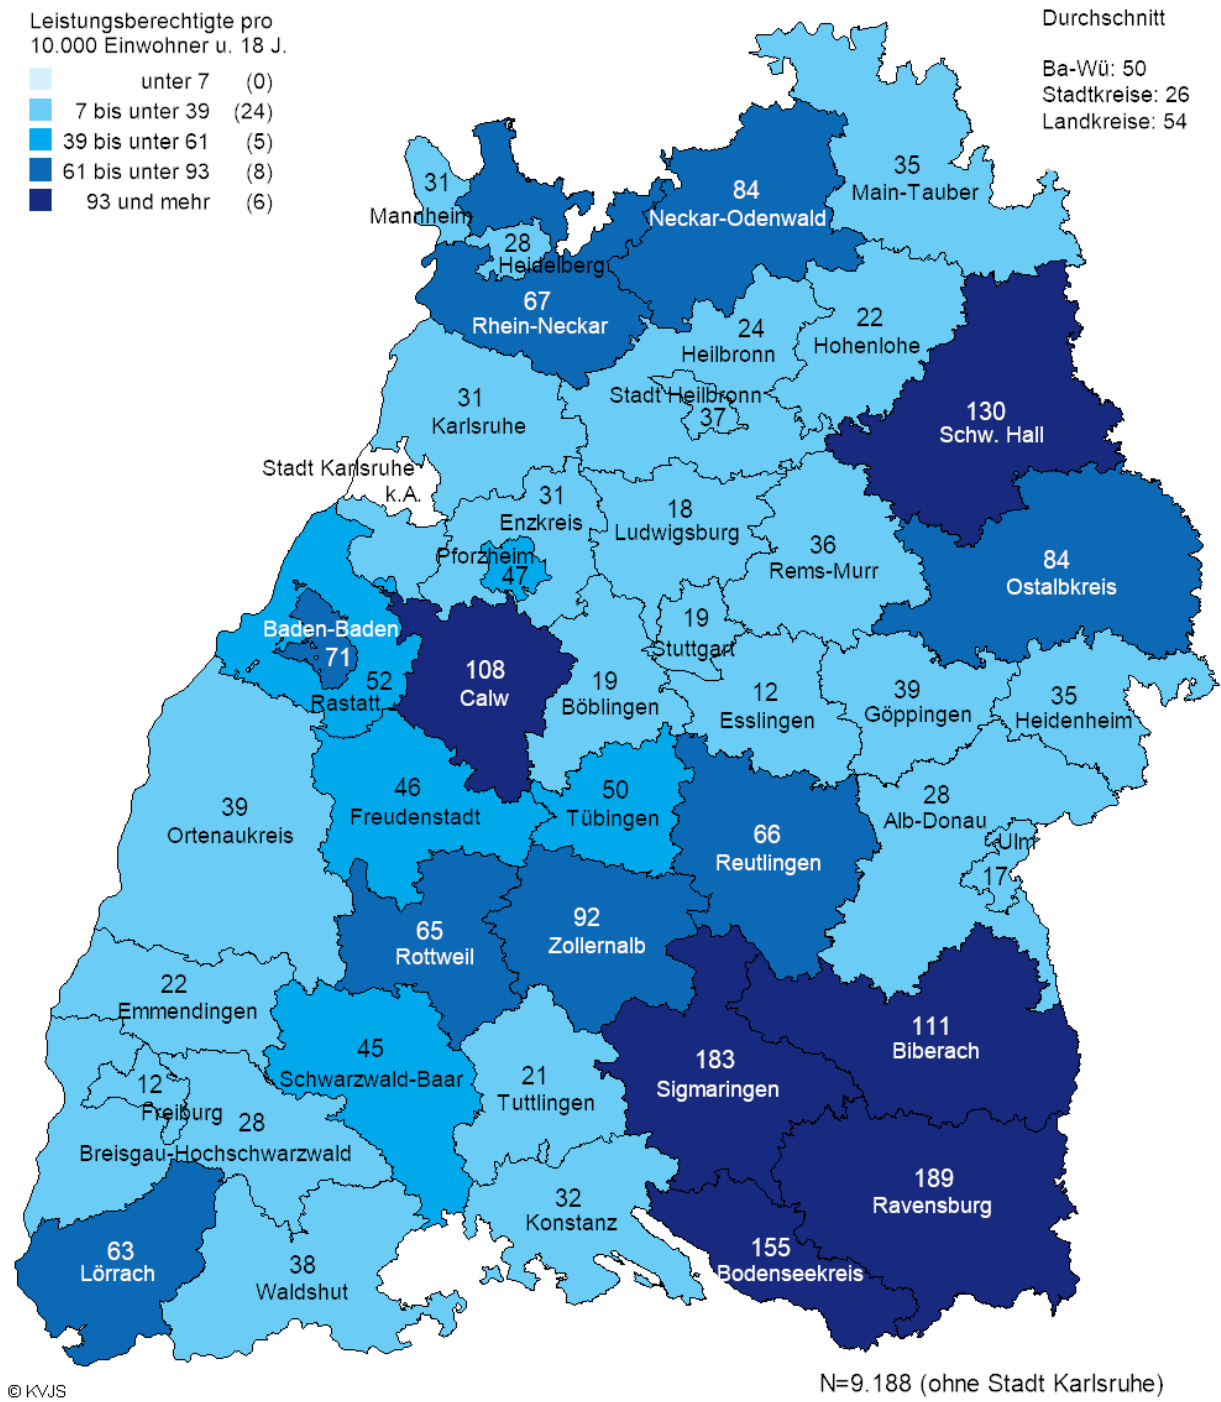 Leistungsberechtigte pro
10.000 Einwohner u. 18 J.
unter 7 (0)
7 bis unter 39 (24)
39 bis unter 61 (5)
61 bis unter 93 (8)
93 und mehr (6)
Durchschnitt
Ba-Wü: 50
Stadtkreise: 26
Landkreise: 54
35
Main-Tauber
31
Mannheim
84
Neckar-Odenwald
28
Heidelberg
67
Rhein-Neckar
24
Heilbronn
22
Hohenlohe
Stadt Heilbronn
37
31
Karlsruhe
130
Schw. Hall
Stadt Karlsruhe
k.A.
31
Enzkreis
18
Ludwigsburg
36
Rems-Murr
Pforzheim
47
84
Ostalbkreis
Baden-Baden
71
52
Rastatt
108
Calw
19
Stuttgart
19
Böblingen
12
Esslingen
39
Göppingen
35
Heidenheim
46
Freudenstadt
50
Tübingen
39
Ortenaukreis
66
Reutlingen
28
Alb-Donau
Ulm
17
65
Rottweil
92
Zollernalb
22
Emmendingen
45
Schwarzwald-Baar
21
Tuttlingen
183
Sigmaringen
111
Biberach
12
Freiburg
28
Breisgau-Hochschwarzwald
32
Konstanz
189
Ravensburg
63
Lörrach
38
Waldshut
155
Bodenseekreis
N=9.188 (ohne Stadt Karlsruhe)
© KVJS